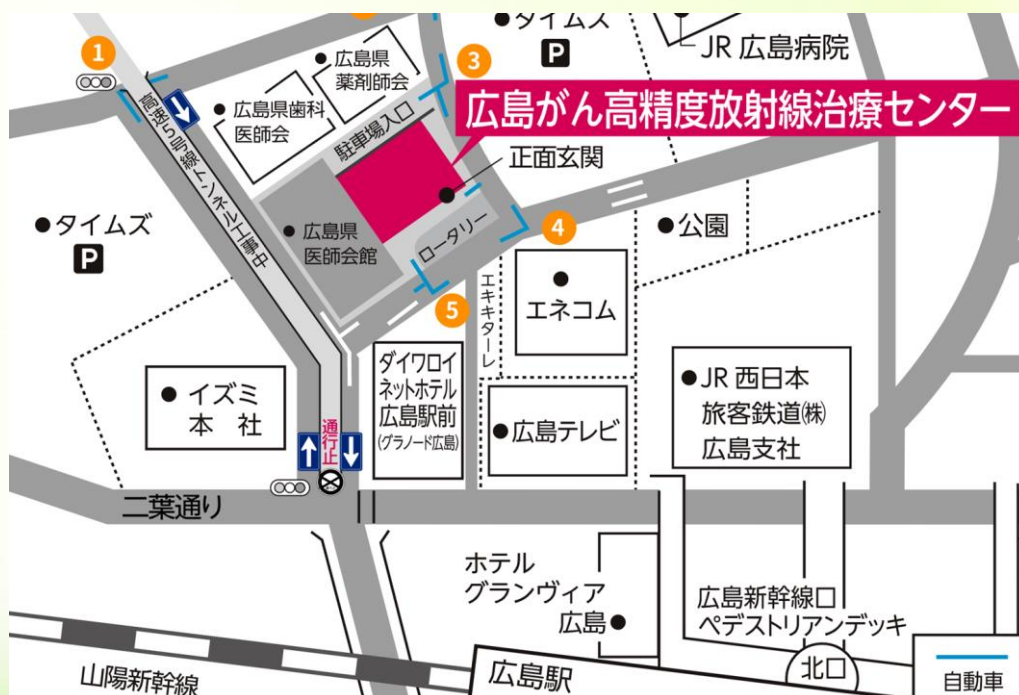 タイムズ
P
JR 広島病院
1
広島県
薬剤師会
3
広島県歯科
医師会
駐車場入口
広島がん高精度放射線治療センター
正面玄関
高速5号線トンネル工事中
タイムズ
P
広島県
医師会館
ロータリー
公園
4
エキキターレ
エネコム
5
ダイワロイ
ネットホテル
広島駅前
(グラノード広島)
イズミ
本社
JR 西日本
旅客鉄道㈱
広島支社
広島テレビ
通行止
二葉通り
ホテル
グランヴィア
広島
広島新幹線口
ペデストリアンデッキ
北口
広島駅
山陽新幹線
自動車